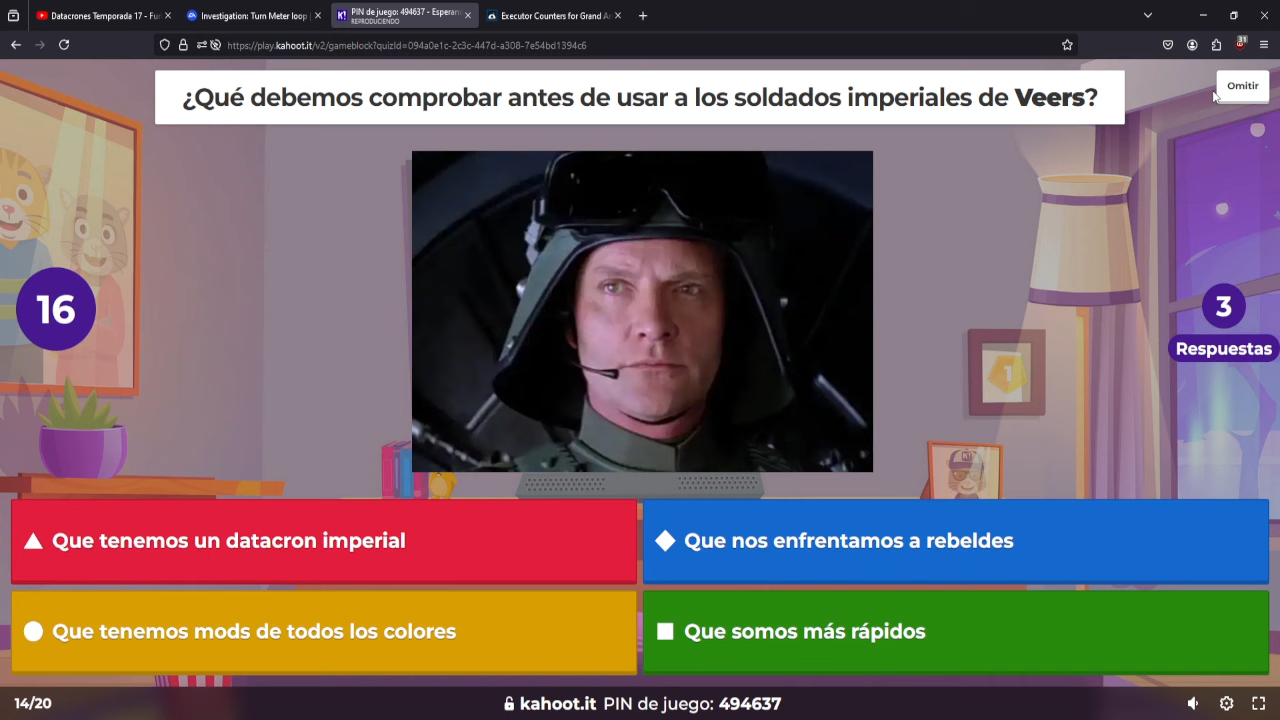 Datacrones Temporada 17 - Fu
Investigation: Turn Meter loop |
PIN de juego: 494637 - Esperan
REPRODUCIENDO
Executor Counters for Grand Ar
https://play.kahoot.it/v2/gameblock?quizId=094a0e1c-2c3c-447d-a308-7e54bd1394c6
31
¿Qué debemos comprobar antes de usar a los soldados imperiales de Veers?
Omitir
16
3
Respuestas
1
Que tenemos un datacron imperial
Que nos enfrentamos a rebeldes
Que tenemos mods de todos los colores
Que somos más rápidos
14/20
kahoot.it PIN de juego: 494637